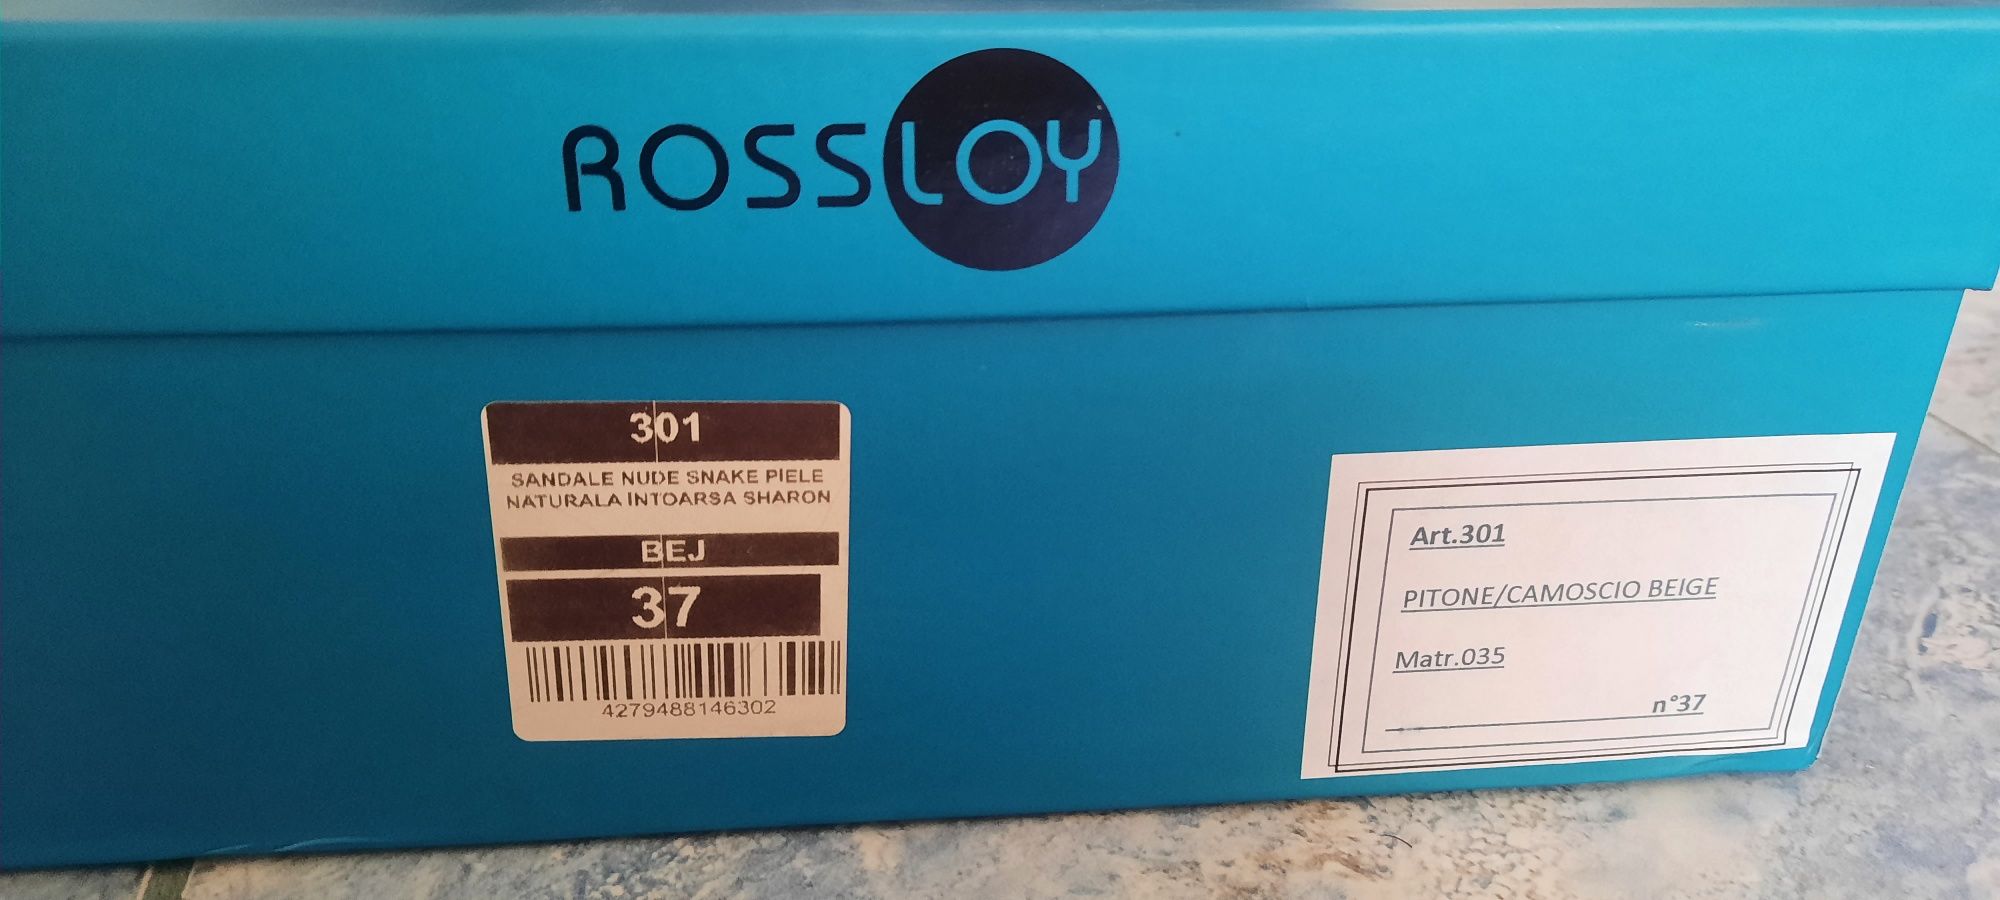 ROSSLOY
301
SANDALE NUDE SNAKE PIELE
NATURALA INTOARSA SHARON
BEJ
37
4279488146302
Art.301
PITONE/CAMOSCIO BEIGE
Matr.035
n°37